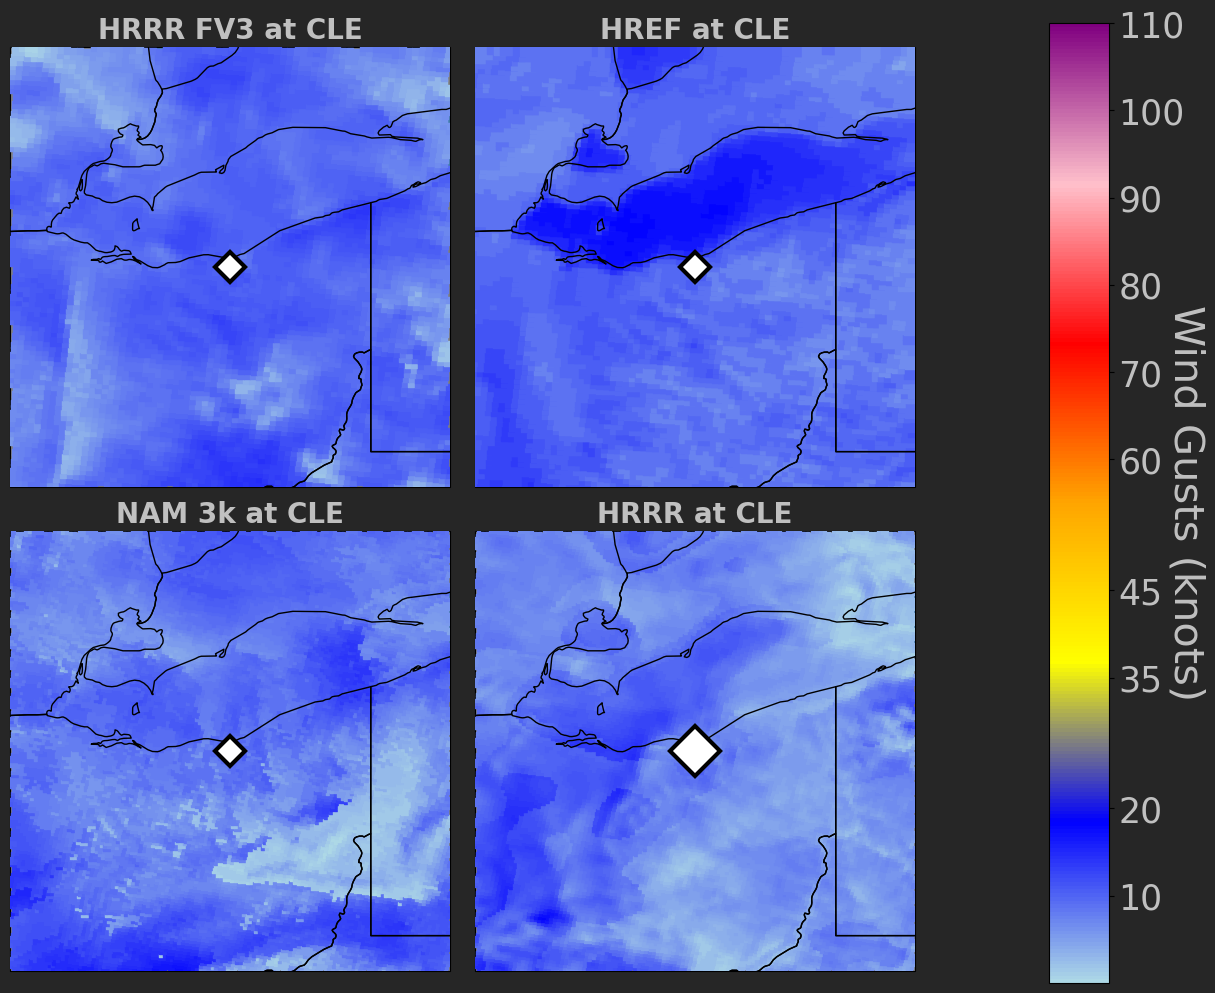 HRRR FV3 at CLE
HREF at CLE
NAM 3k at CLE
HRRR at CLE
110
100
90
80
70
60
45
35
20
10
Wind Gusts (knots)